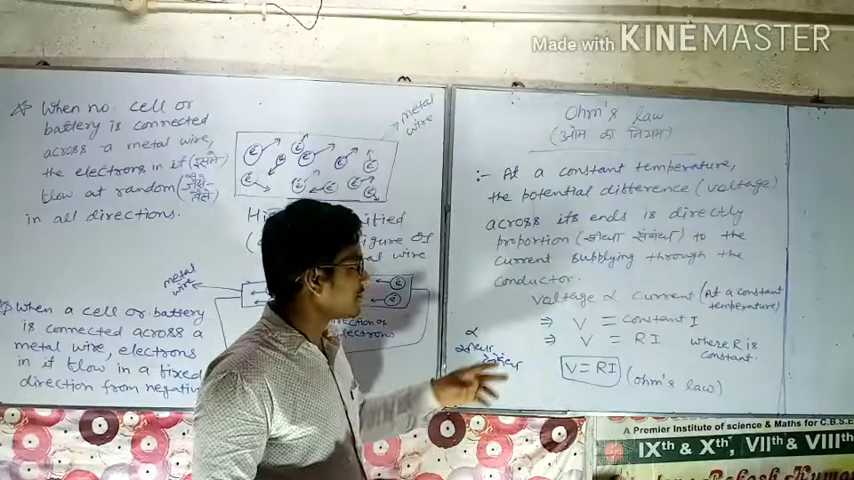 Made with KINEMASTER
☆ When no cell or
battery is connected
across a metal wire,
the electrons in it (इसमें)
flow at random (जैसे-तैसे)
in all directions.
metal wire
metal wire
☆ When a cell or battery
is connected across a
metal wire, electrons
in it flow in a particular
direction from negative
Ohm's law
(ओम का नियम)
:- At a constant temperature,
the potential difference (voltage)
across its ends is directly
proportion (सीधा संबंध) to the
current supplying through the
conductor.
Voltage ∝ Current (At a constant temperature)
⇒ V = constant I
⇒ V = RI where R is constant.
V = RI (Ohm's law)
A Premier Institute of Science & Maths for C.B.S.E
IXth & Xth, VIIth & VIIIth
Rakesh Kumar